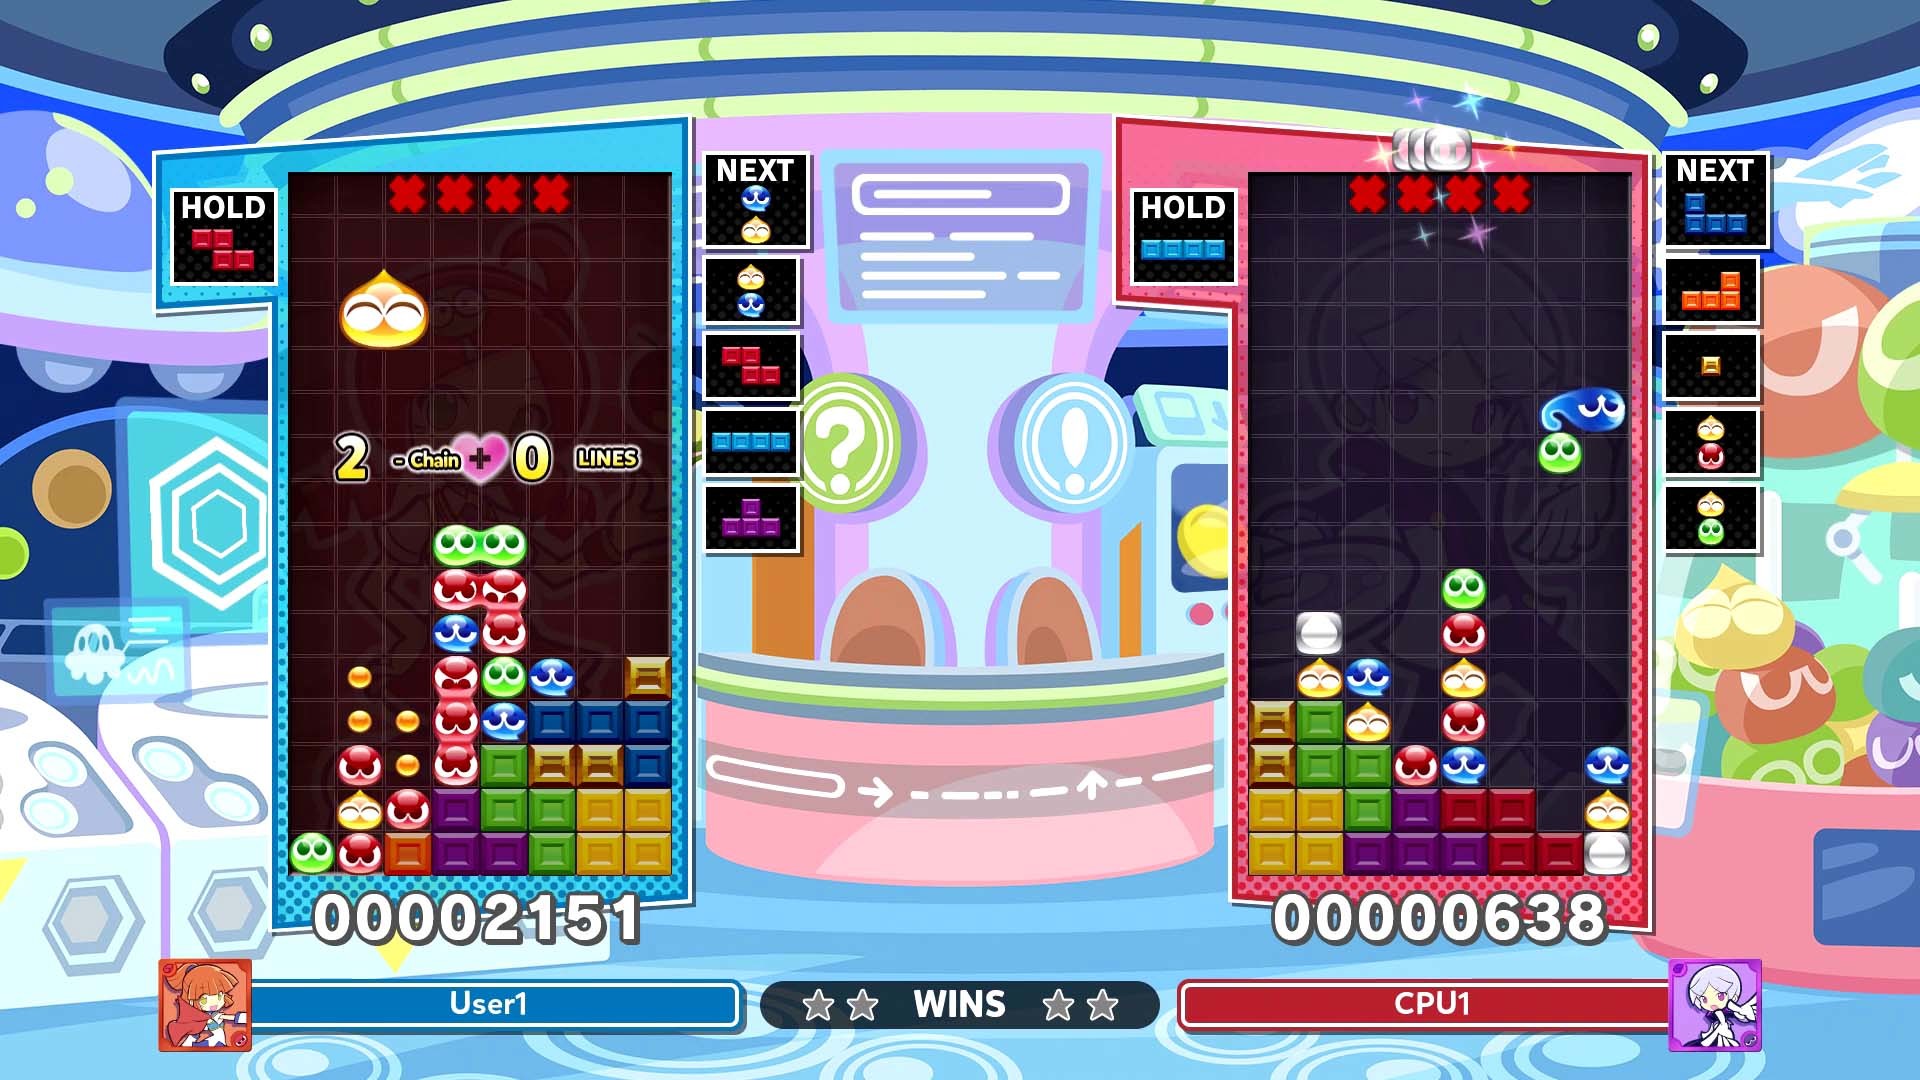 HOLD
NEXT
2 - Chain + 0 LINES
00002151
HOLD
NEXT
00000638
User1
WINS
CPU1